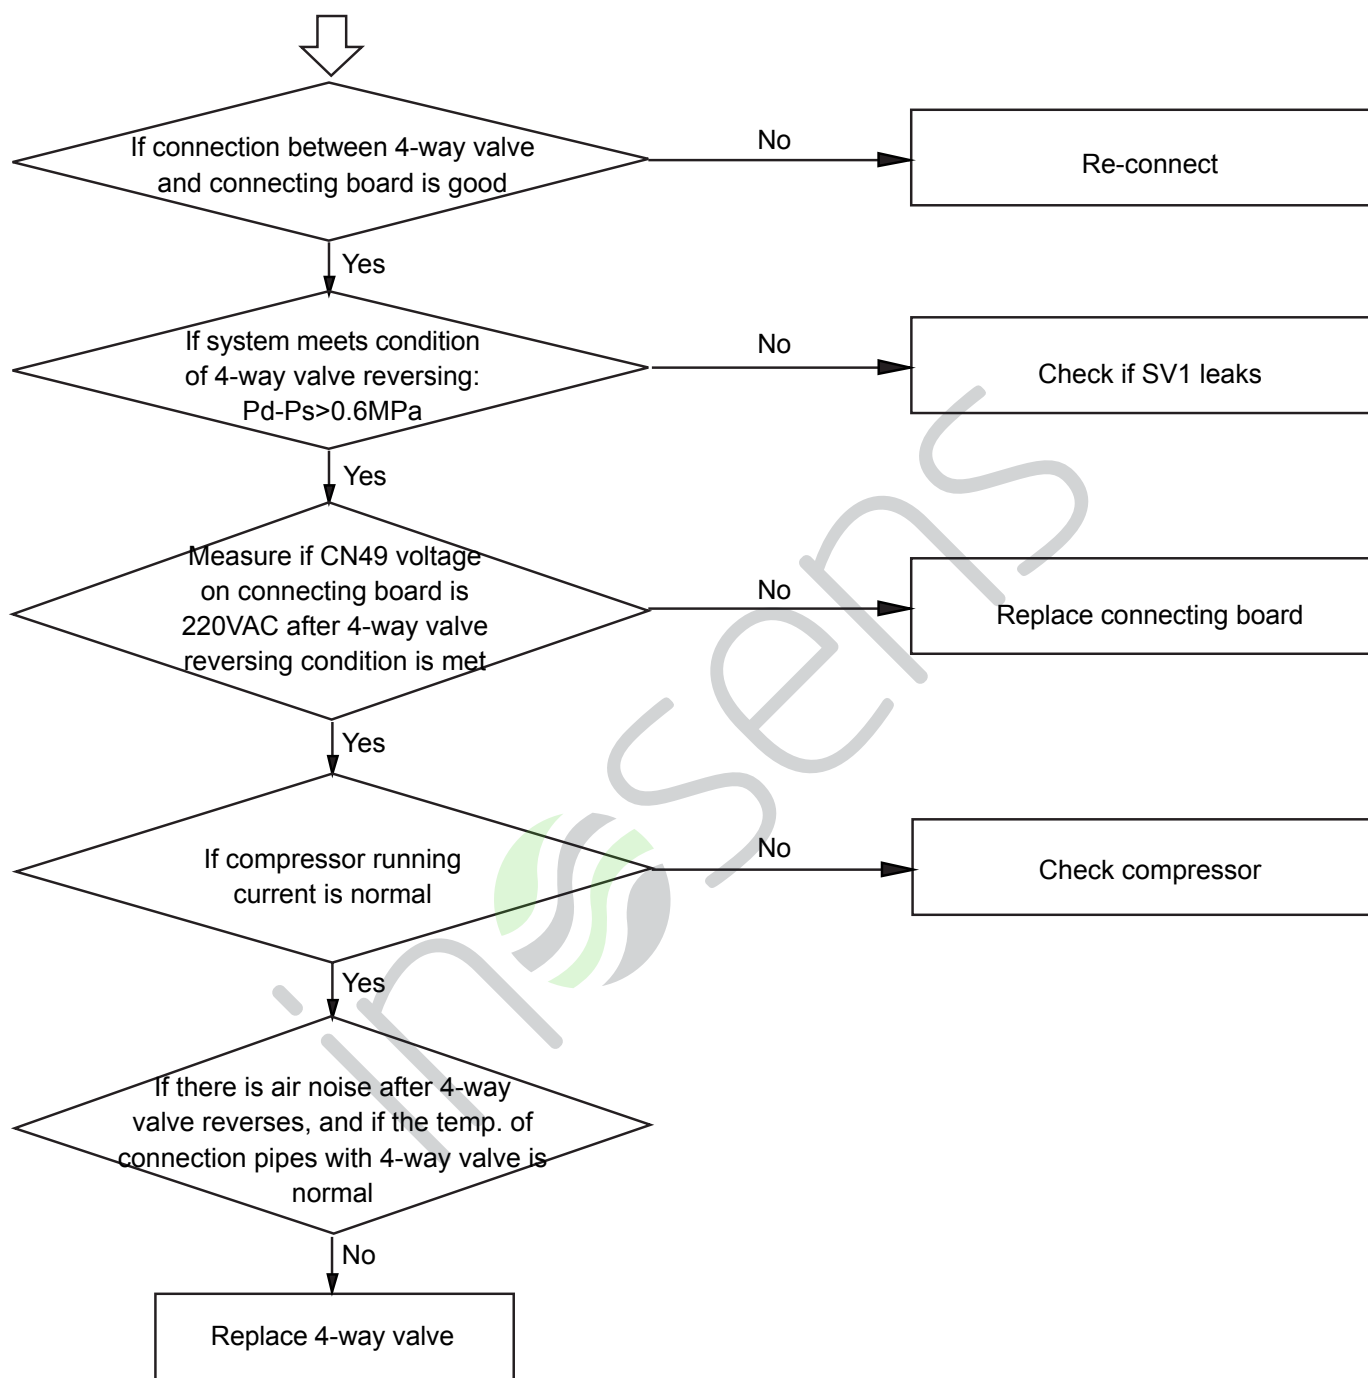 If connection between 4-way valve
and connecting board is good
No
Re-connect
Yes
If system meets condition
of 4-way valve reversing:
Pd-Ps>0.6MPa
No
Check if SV1 leaks
Yes
Measure if CN49 voltage
on connecting board is
220VAC after 4-way valve
reversing condition is met
No
Replace connecting board
Yes
If compressor running
current is normal
No
Check compressor
Yes
If there is air noise after 4-way
valve reverses, and if the temp. of
connection pipes with 4-way valve is
normal
No
Replace 4-way valve
inosens